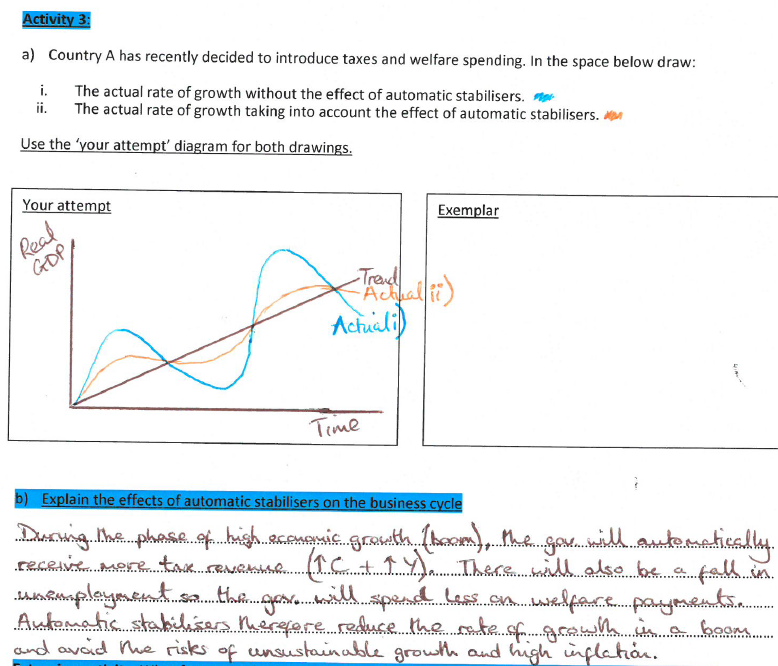 Activity 3:
a) Country A has recently decided to introduce taxes and welfare spending. In the space below draw:
i. The actual rate of growth without the effect of automatic stabilisers.
ii. The actual rate of growth taking into account the effect of automatic stabilisers.
Use the 'your attempt' diagram for both drawings.
Your attempt
Exemplar
Real
GDP
Trend
Actual ii)
Actual i)
Time
b) Explain the effects of automatic stabilisers on the business cycle
During the phase of high economic growth (boom), the gov. will automatically
receive more tax revenue (↑C + ↑Y). There will also be a fall in
unemployment so the gov. will spend less on welfare payments.
Automatic stabilisers therefore reduce the rate of growth in a boom
and avoid the risks of unsustainable growth and high inflation.